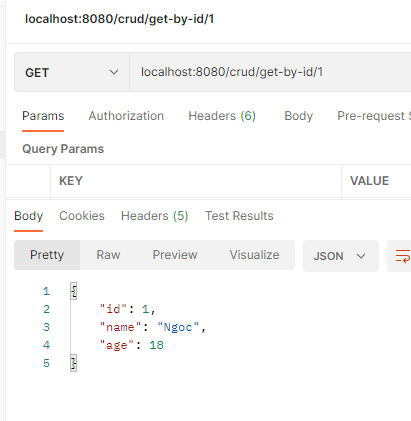 localhost:8080/crud/get-by-id/1
GET localhost:8080/crud/get-by-id/1
Params Authorization Headers (6) Body Pre-request S
Query Params
KEY VALUE
Body Cookies Headers (5) Test Results
Pretty Raw Preview Visualize JSON
1 {
2 "id": 1,
3 "name": "Ngoc",
4 "age": 18
5 }